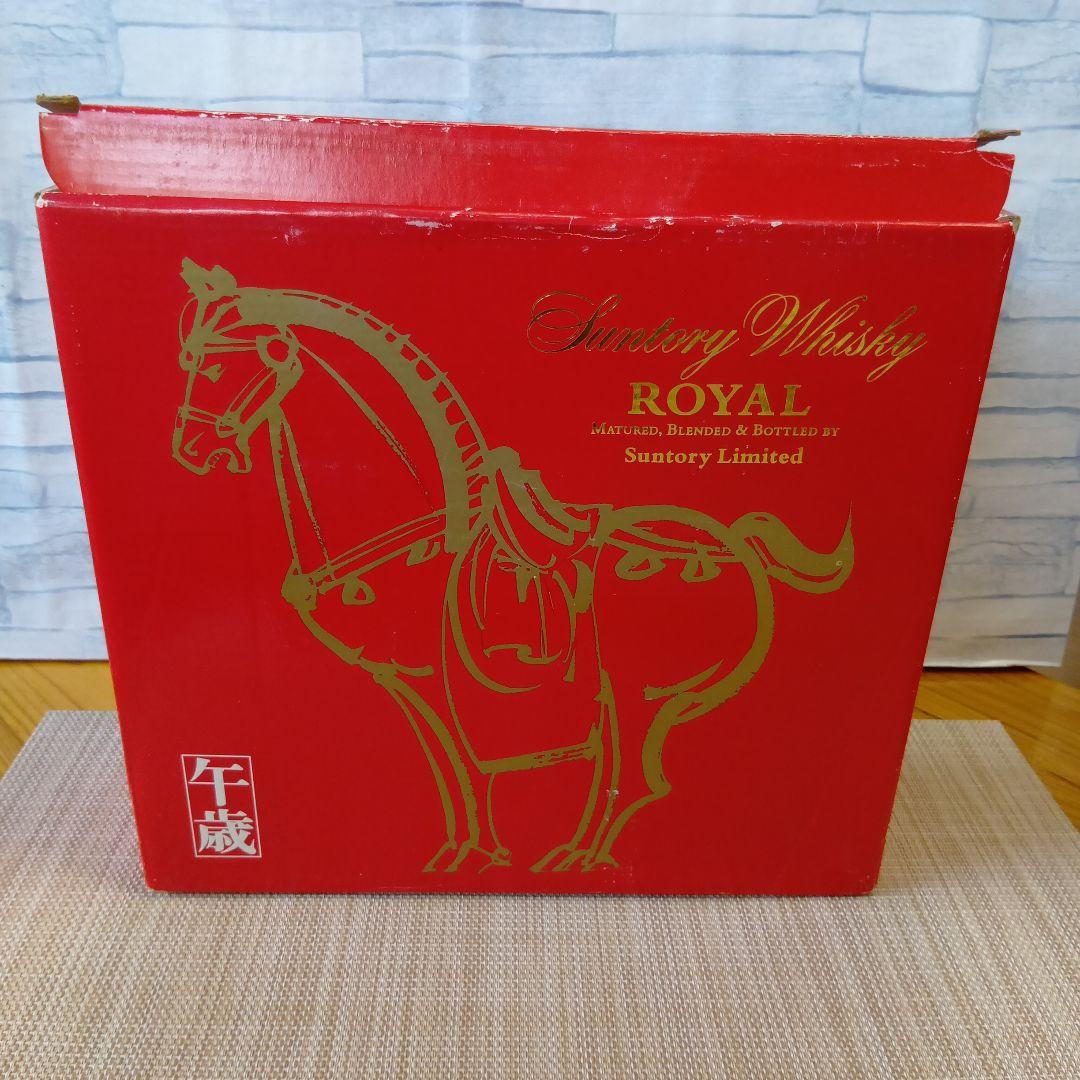 Suntory Whisky
ROYAL
MATURED, BLENDED & BOTTLED BY
Suntory Limited
午歳